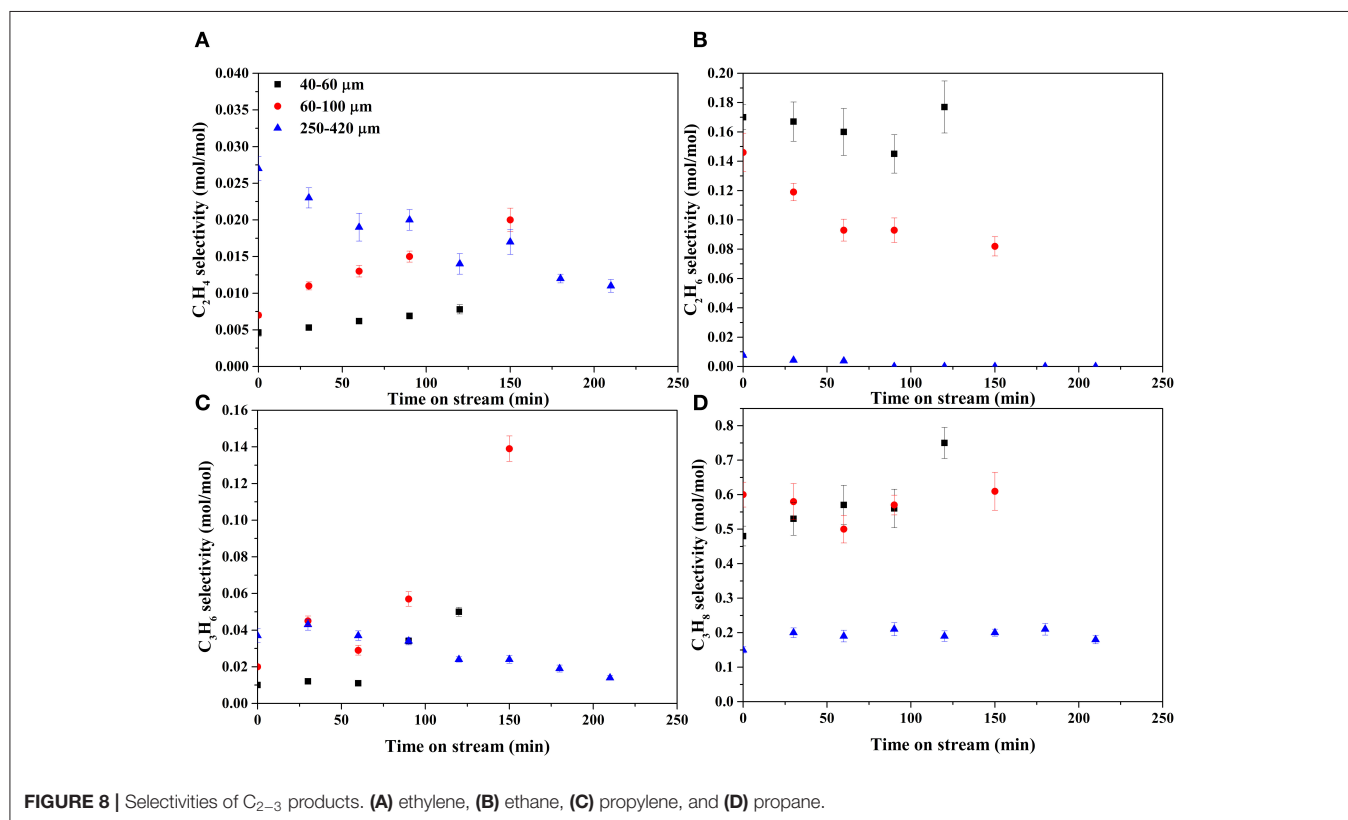 A
C₂H₄ selectivity (mol/mol)
0.040
0.035
0.030
0.025
0.020
0.015
0.010
0.005
0.000
40-60 μm
60-100 μm
250-420 μm
0 50 100 150 200 250
Time on stream (min)
B
C₂H₆ selectivity (mol/mol)
0.20
0.18
0.16
0.14
0.12
0.10
0.08
0.06
0.04
0.02
0.00
0 50 100 150 200 250
Time on stream (min)
C
C₃H₆ selectivity (mol/mol)
0.16
0.14
0.12
0.10
0.08
0.06
0.04
0.02
0.00
0 50 100 150 200 250
Time on stream (min)
D
C₃H₈ selectivity (mol/mol)
0.8
0.7
0.6
0.5
0.4
0.3
0.2
0.1
0.0
0 50 100 150 200 250
Time on stream (min)
FIGURE 8 | Selectivities of C₂₋₃ products. (A) ethylene, (B) ethane, (C) propylene, and (D) propane.